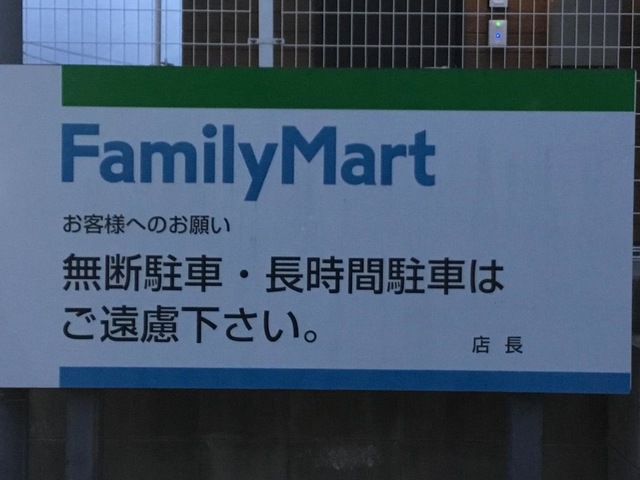 FamilyMart
お客様へのお願い
無断駐車・長時間駐車は
ご遠慮下さい。
店長